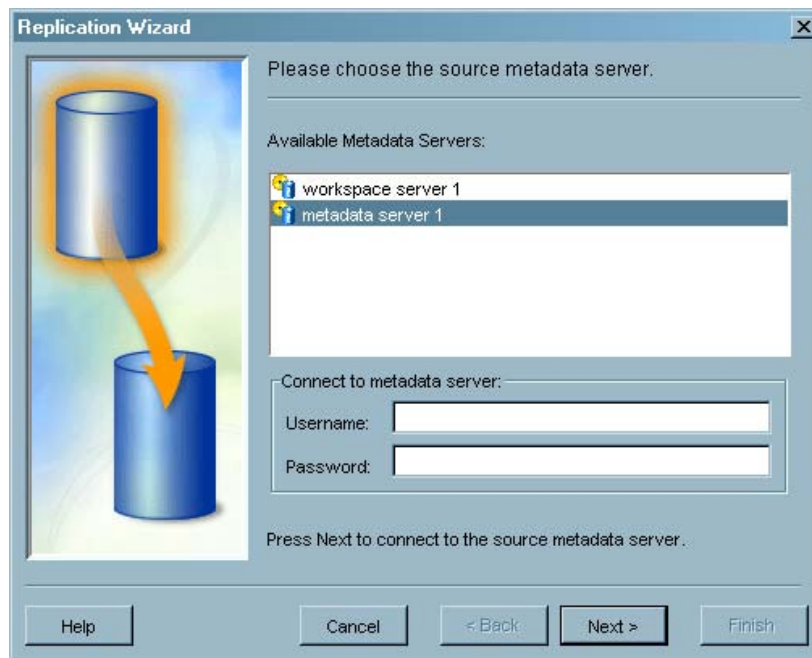 Replication Wizard
Please choose the source metadata server.
Available Metadata Servers:
workspace server 1
metadata server 1
Connect to metadata server:
Username:
Password:
Press Next to connect to the source metadata server.
Help Cancel < Back Next > Finish